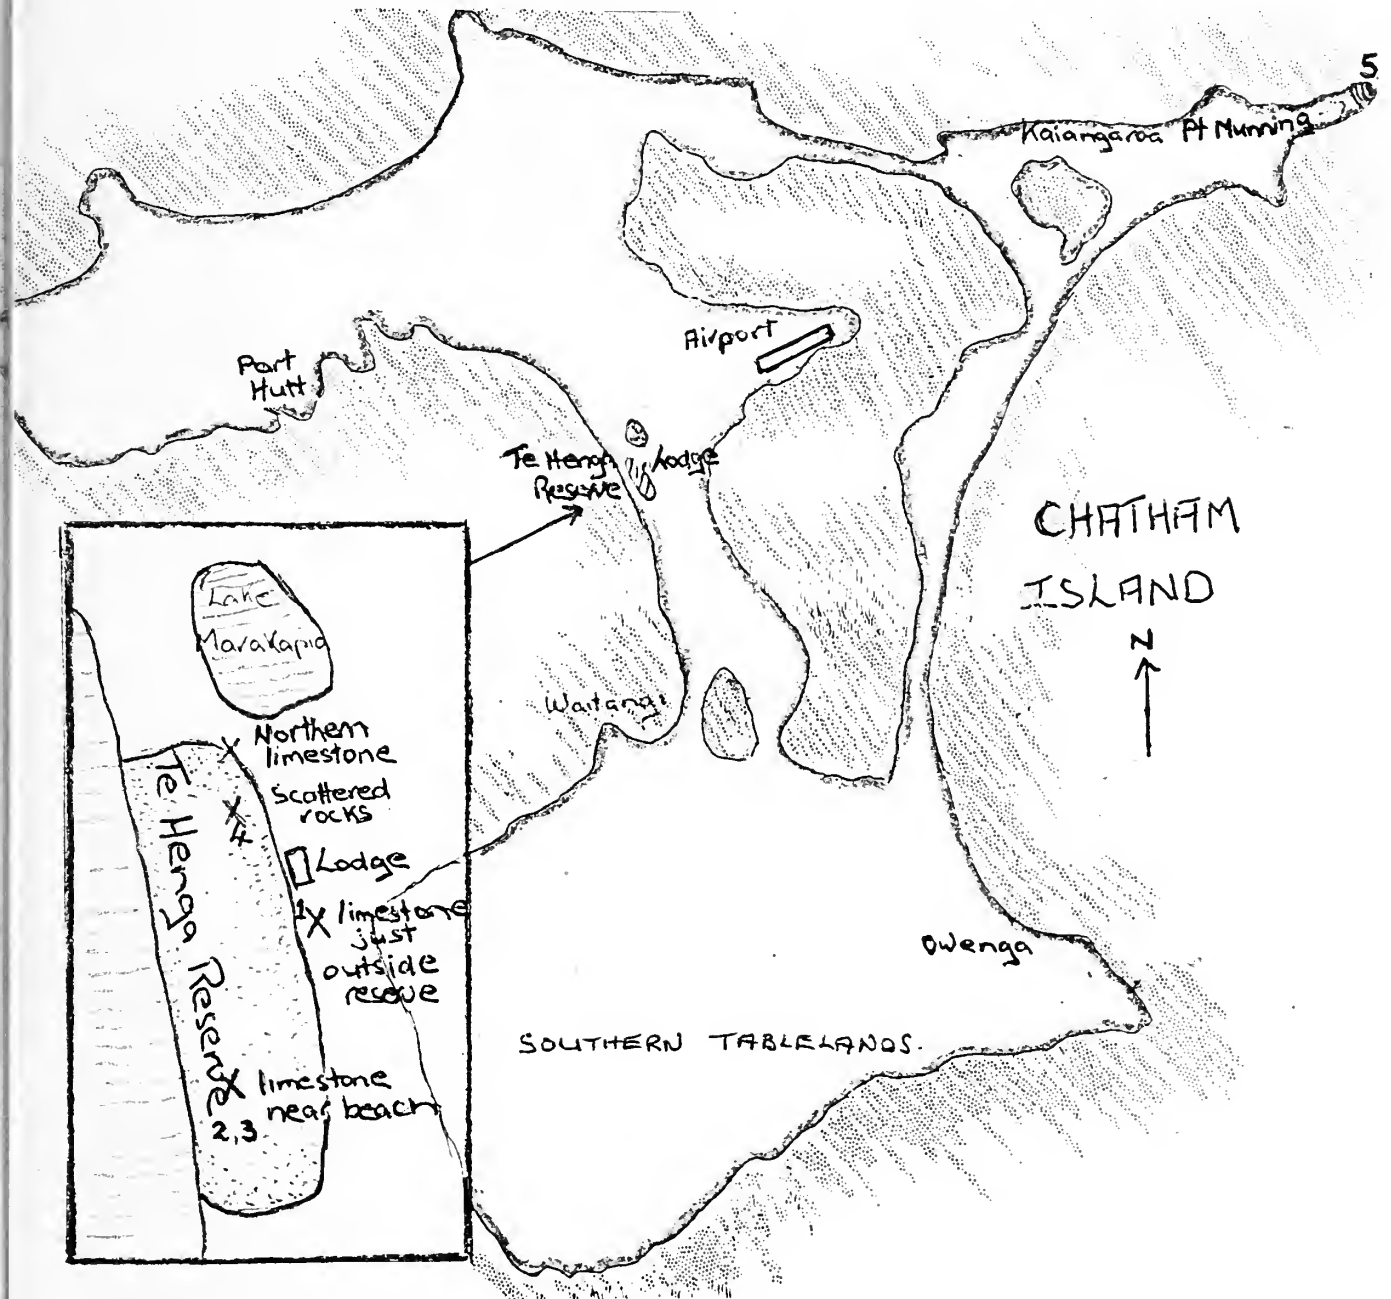 5
Kaiangaroa Pt Munning
Airport
Port
Hutt
Te Henga
Reserve
Lodge
CHATHAM
ISLAND
N
Waitangi
Owenga
SOUTHERN TABLELANDS.
Lake
Marakapia
Northern
limestone
scattered
rocks
4
Lodge
1 X limestone
just
outside
reserve
Te Henga Reserve
limestone
near beach
2,3